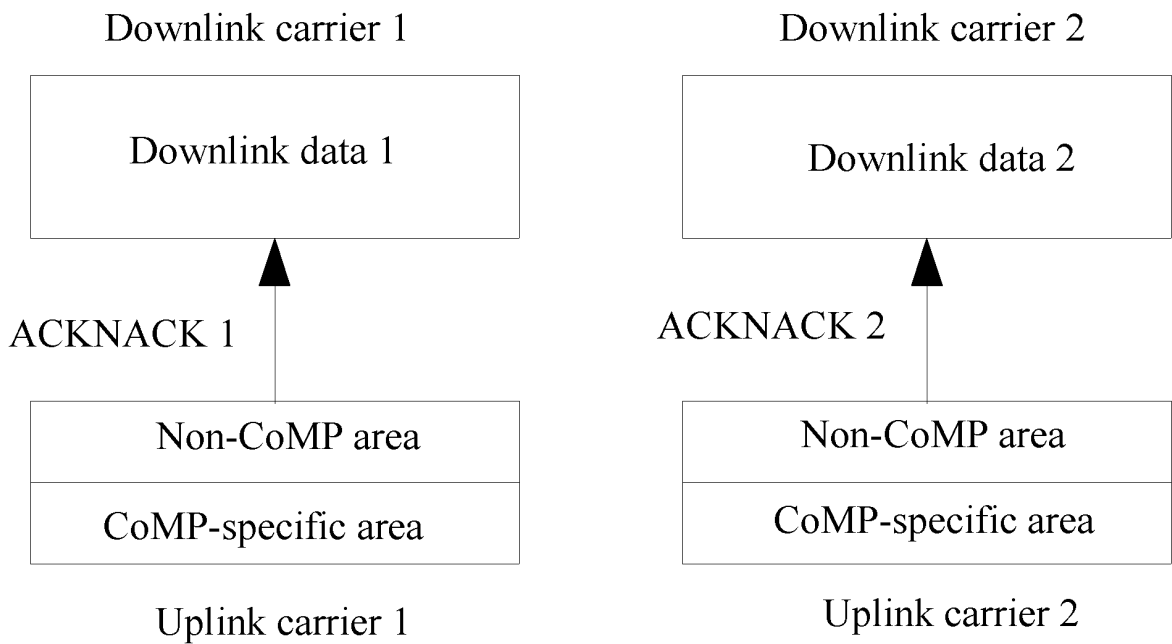 Downlink carrier 1
Downlink carrier 2
Downlink data 1
Downlink data 2
ACKNACK 1
ACKNACK 2
Non-CoMP area
Non-CoMP area
CoMP-specific area
CoMP-specific area
Uplink carrier 1
Uplink carrier 2